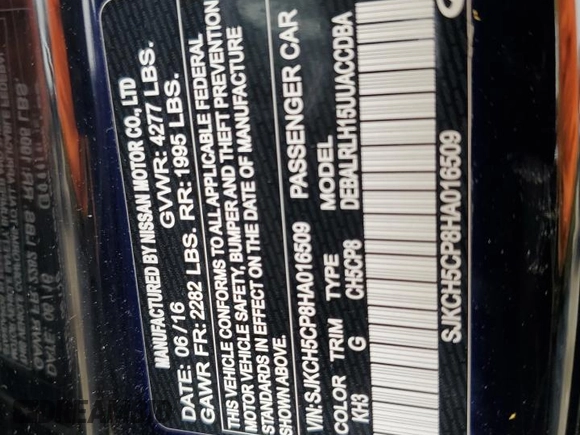 MANUFACTURED BY NISSAN MOTOR CO., LTD
DATE: 06/16 GVWR: 4277 LBS.
GAWR FR: 2282 LBS. RR: 1995 LBS.
THIS VEHICLE CONFORMS TO ALL APPLICABLE FEDERAL
MOTOR VEHICLE SAFETY, BUMPER AND THEFT PREVENTION
STANDARDS IN EFFECT ON THE DATE OF MANUFACTURE
SHOWN ABOVE.
VIN: SJKCH5CP8HA016509 PASSENGER CAR
COLOR TRIM TYPE MODEL
KH3 G CH5CP8 DEBALRLH15UUACCDBA
SJKCH5CP8HA016509